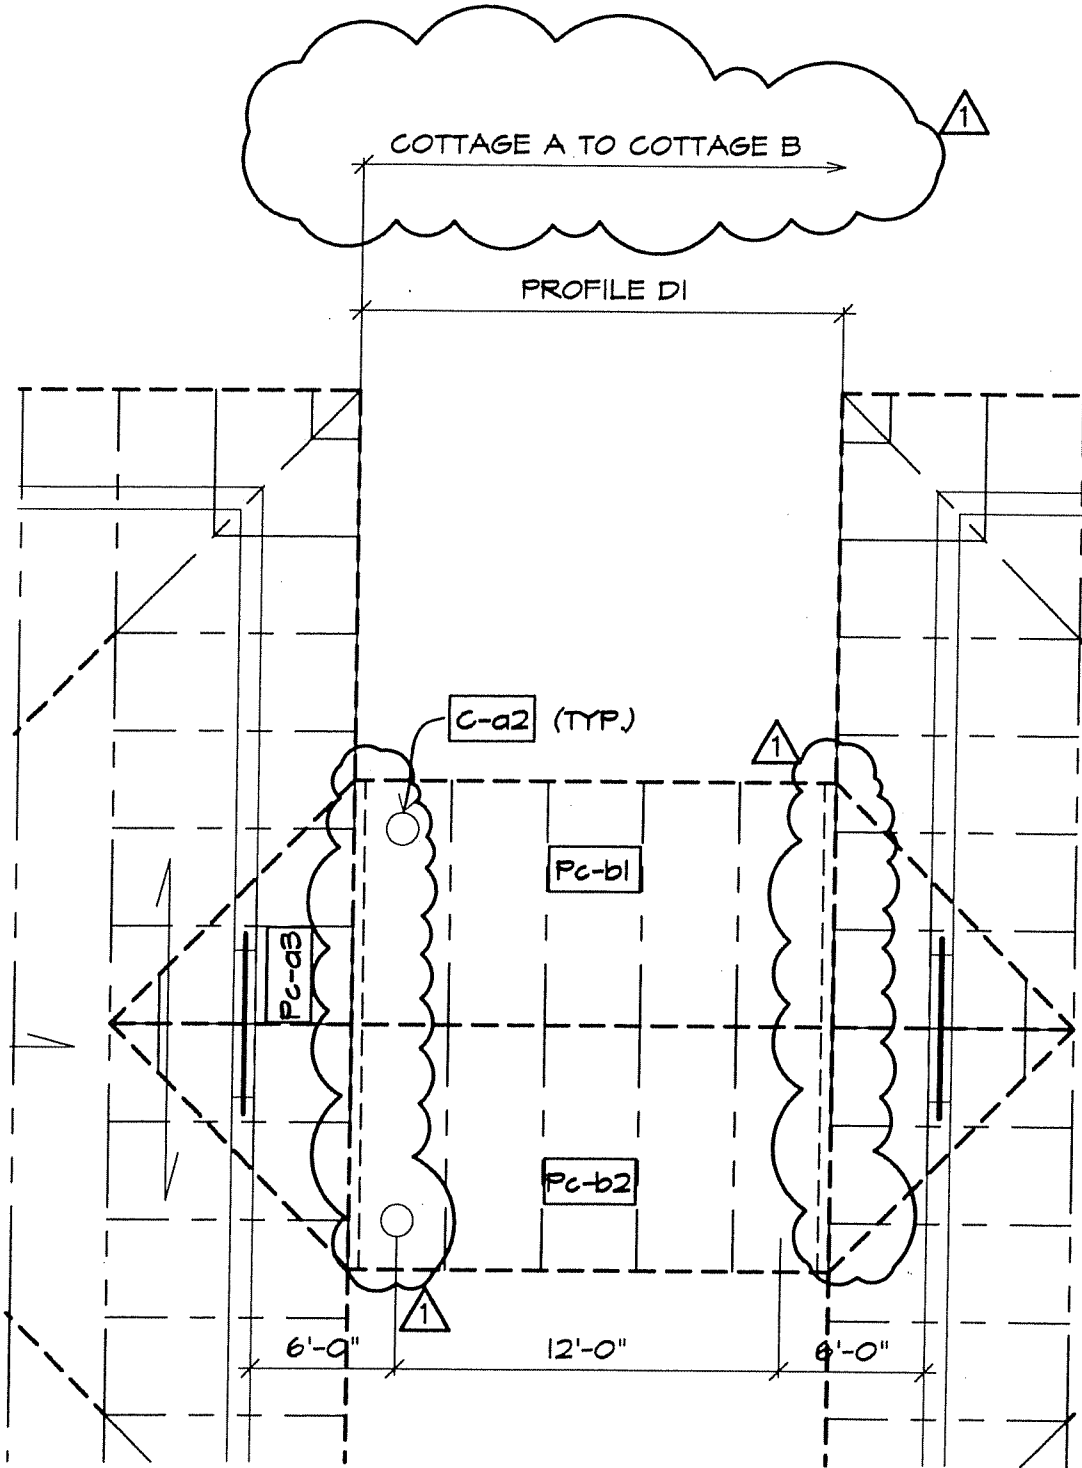 1
COTTAGE A TO COTTAGE B
PROFILE D1
C-a2 (TYP.)
1
Pc-b1
Pc-a3
Pc-b2
1
6'-0"
12'-0"
6'-0"